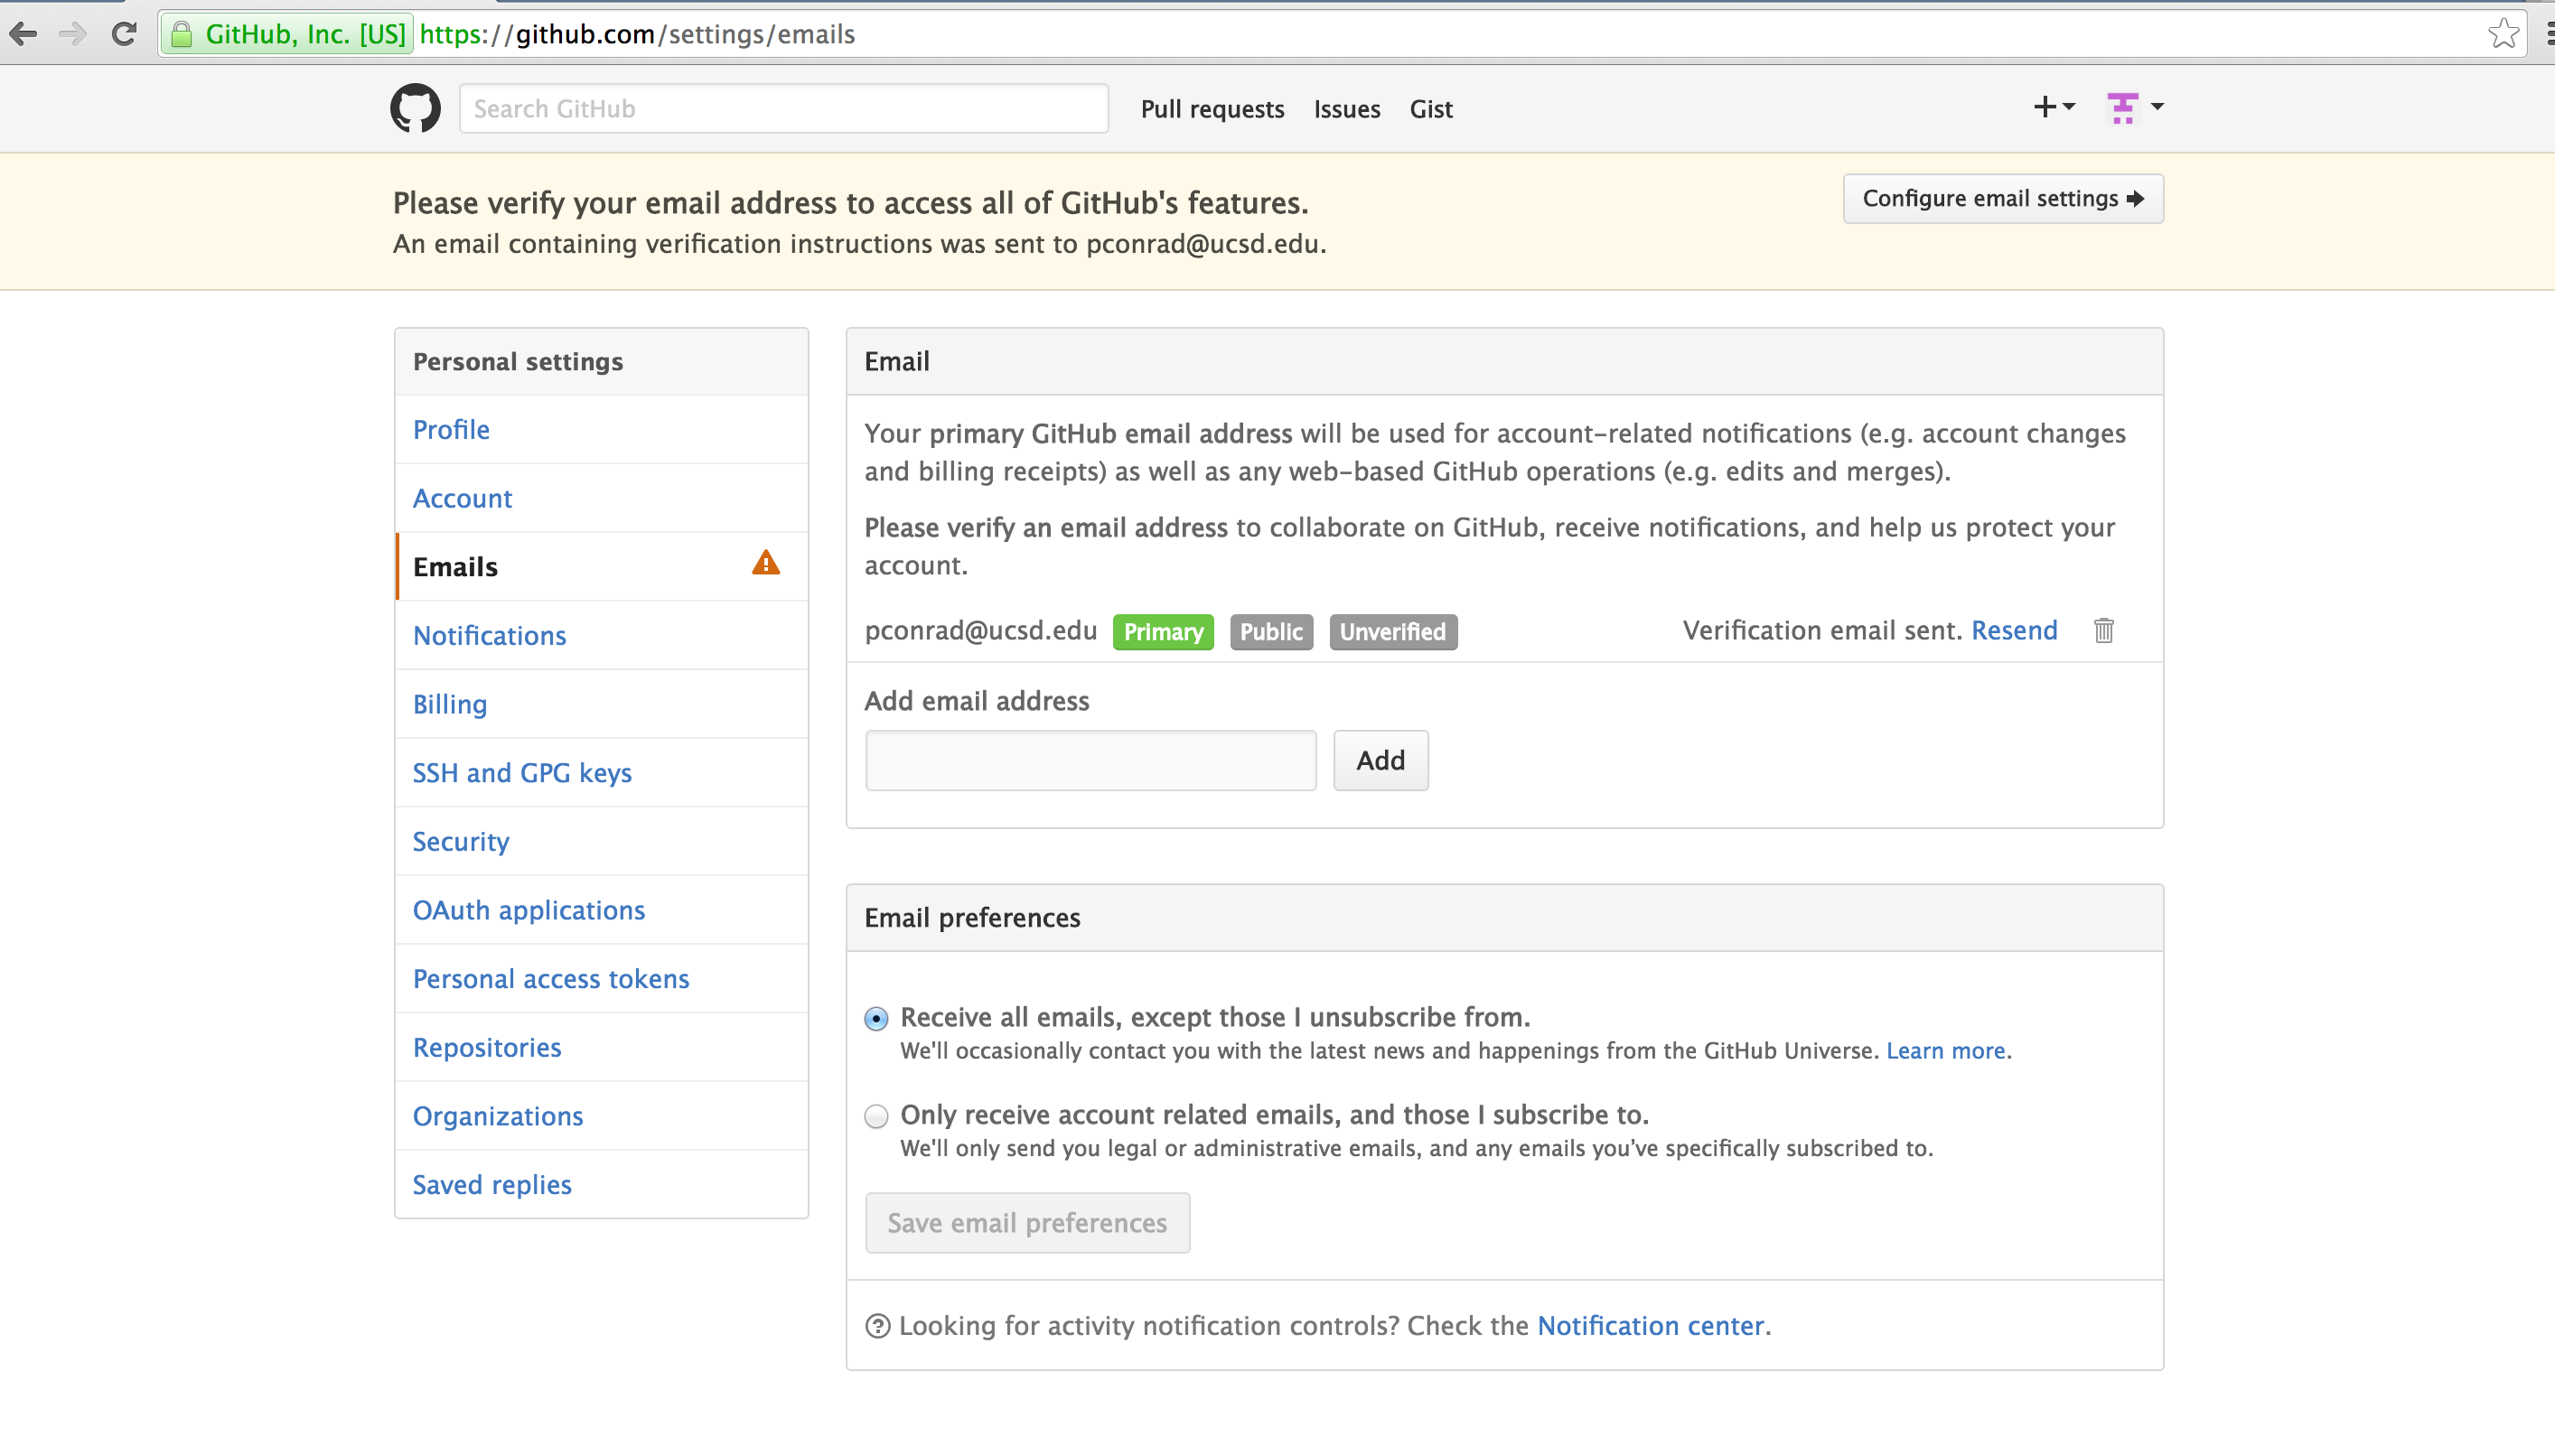 GitHub, Inc. [US] https://github.com/settings/emails
Search GitHub
Pull requests Issues Gist
Please verify your email address to access all of GitHub's features.
An email containing verification instructions was sent to pconrad@ucsd.edu.
Configure email settings
Personal settings
Profile
Account
Emails
Notifications
Billing
SSH and GPG keys
Security
OAuth applications
Personal access tokens
Repositories
Organizations
Saved replies
Email
Your primary GitHub email address will be used for account-related notifications (e.g. account changes
and billing receipts) as well as any web-based GitHub operations (e.g. edits and merges).
Please verify an email address to collaborate on GitHub, receive notifications, and help us protect your
account.
pconrad@ucsd.edu Primary Public Unverified Verification email sent. Resend
Add email address
Add
Email preferences
Receive all emails, except those I unsubscribe from.
We'll occasionally contact you with the latest news and happenings from the GitHub Universe. Learn more.
Only receive account related emails, and those I subscribe to.
We'll only send you legal or administrative emails, and any emails you’ve specifically subscribed to.
Save email preferences
Looking for activity notification controls? Check the Notification center.